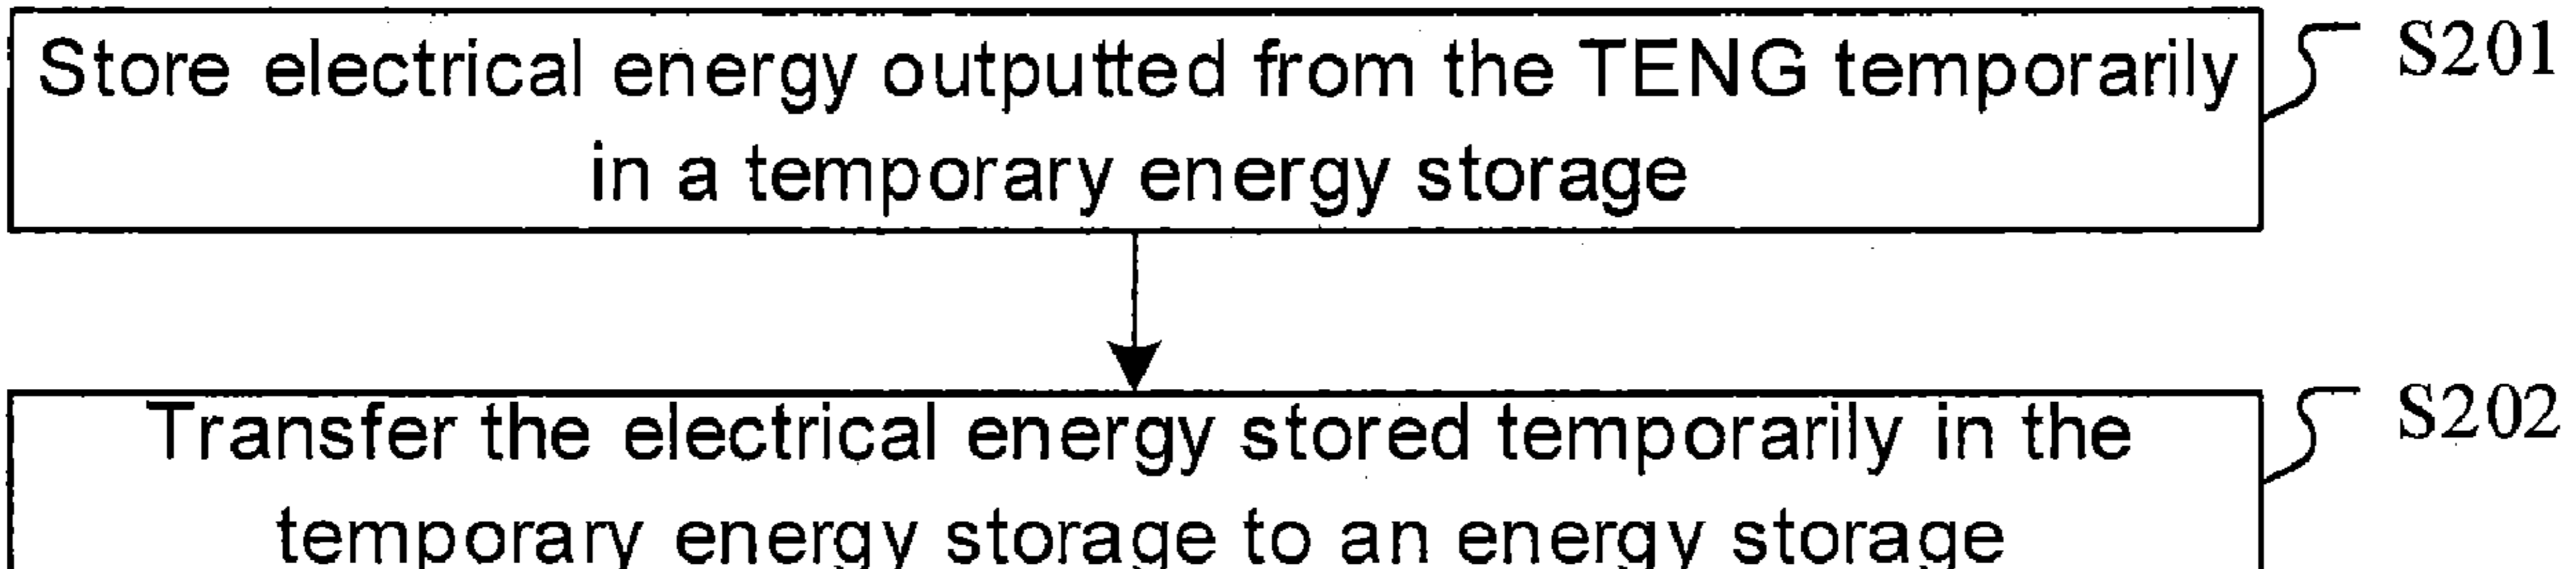 Store electrical energy outputted from the TENG temporarily
in a temporary energy storage
S201
Transfer the electrical energy stored temporarily in the
temporary energy storage to an energy storage
S202